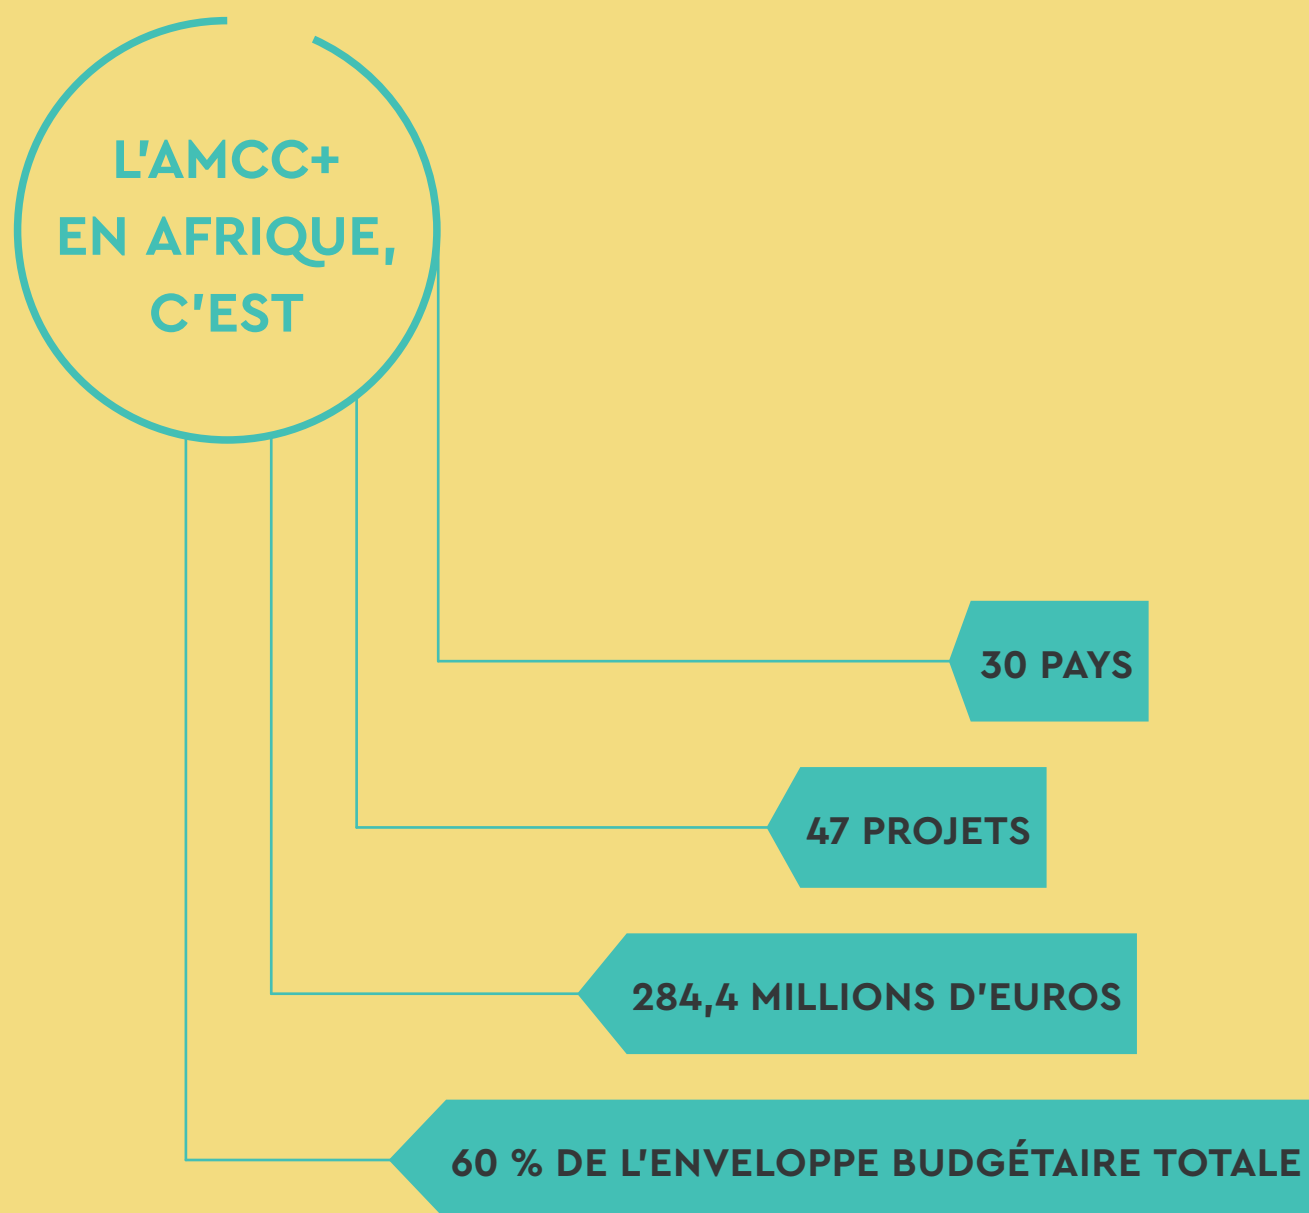 L'AMCC+
EN AFRIQUE,
C'EST
30 PAYS
47 PROJETS
284,4 MILLIONS D'EUROS
60 % DE L'ENVELOPPE BUDGÉTAIRE TOTALE